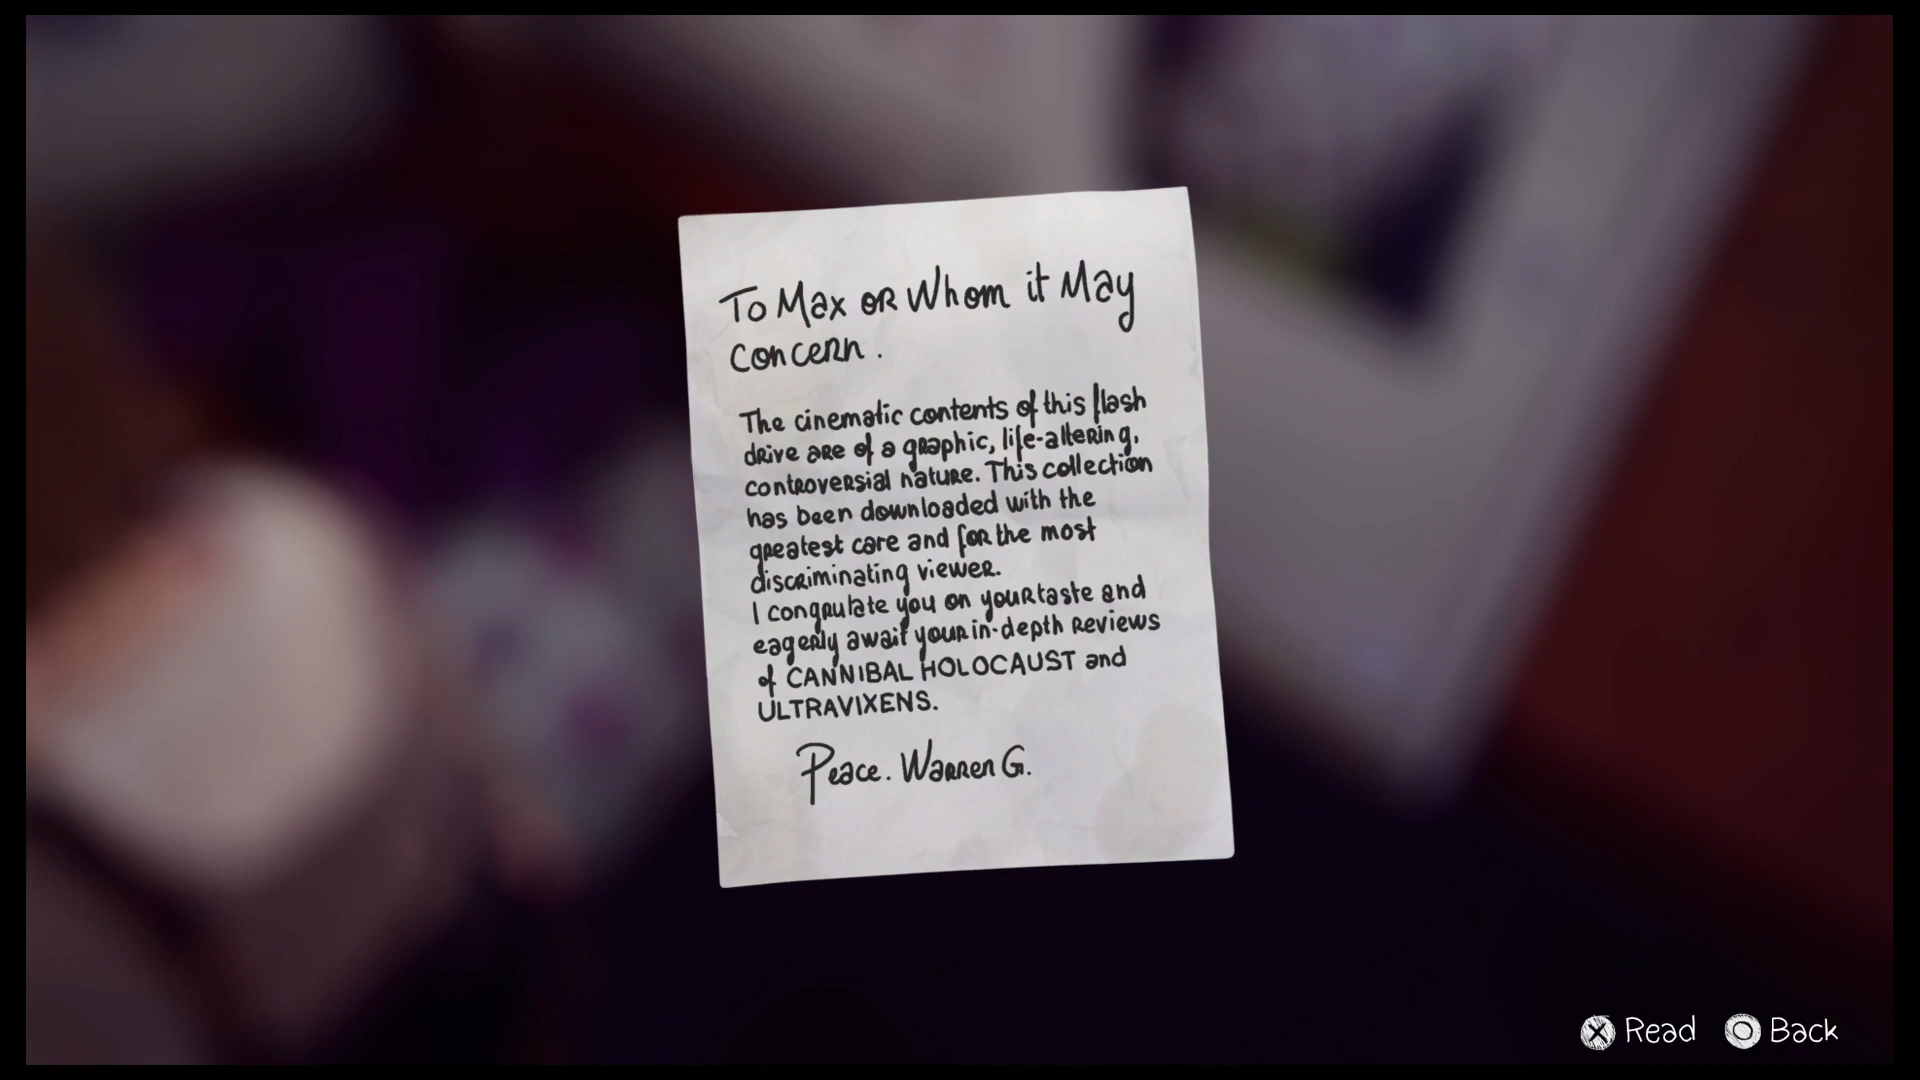 To Max or Whom it May
Concern.
The cinematic contents of this flash
drive are of a graphic, life-altering,
controversial nature. This collection
has been downloaded with the
greatest care and for the most
discriminating viewer.
I congrulate you on your taste and
eagerly await your in-depth reviews
of CANNIBAL HOLOCAUST and
ULTRAVIXENS.
Peace. Warren G.
Read Back